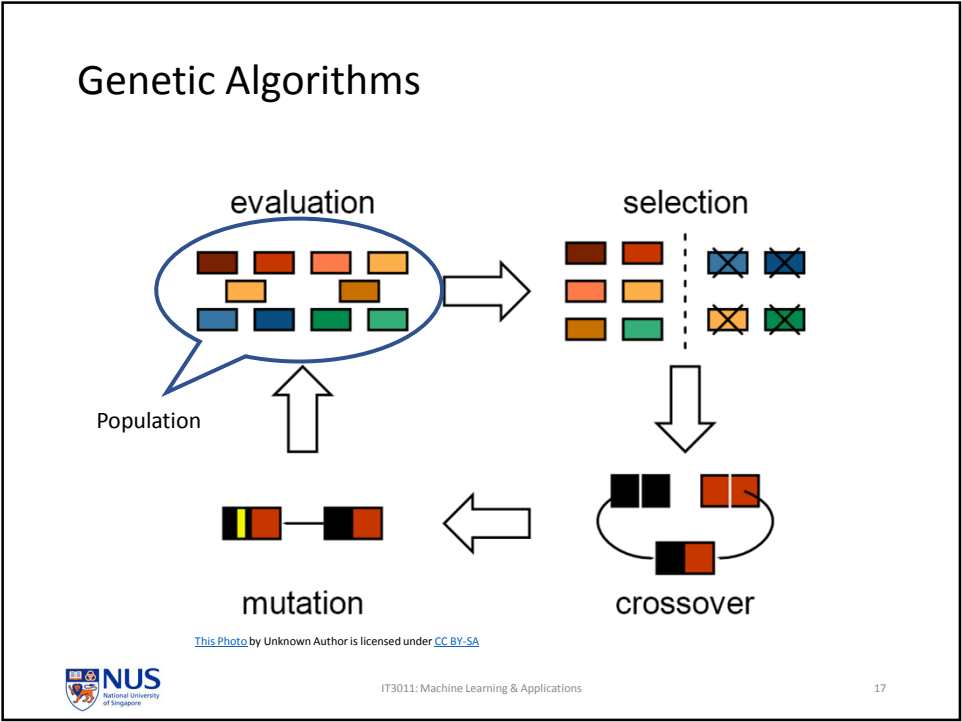 Genetic Algorithms
evaluation
selection
Population
mutation
crossover
This Photo by Unknown Author is licensed under CC BY-SA
NUS
National University
of Singapore
IT3011: Machine Learning & Applications
17